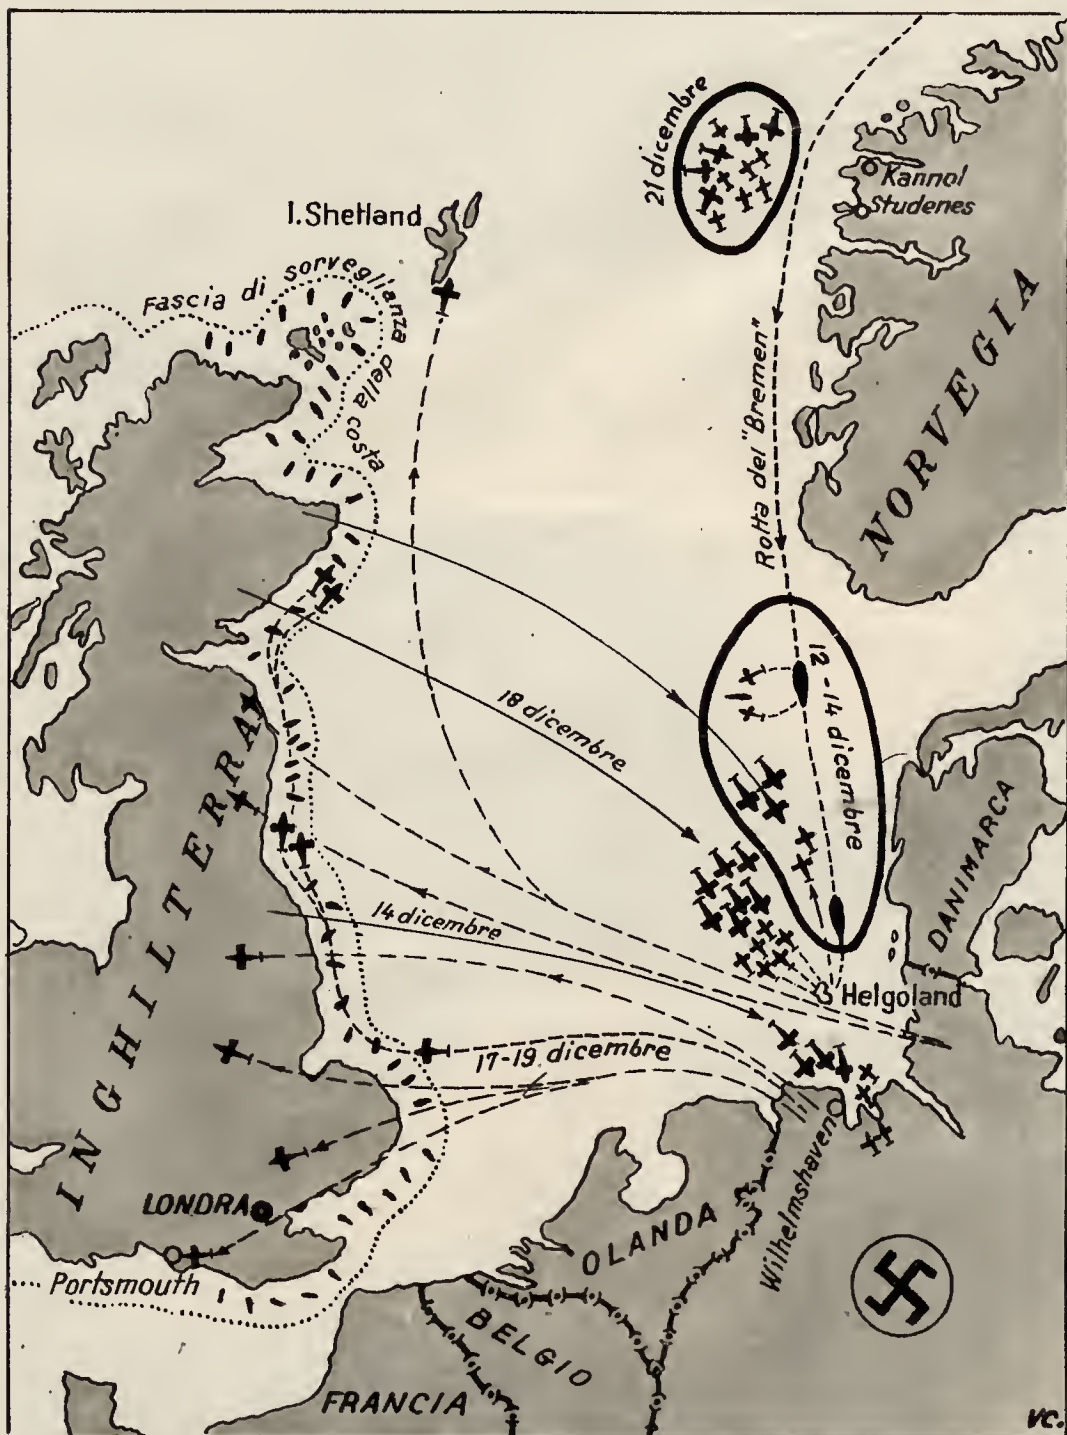 21 dicembre
I. Shetland
Kannol
Studenes
Fascia di sorveglianza della costa
Rotta del "Bremen"
NORVEGIA
18 dicembre
12-14 dicembre
INGHILTERRA
14 dicembre
DANIMARCA
Helgoland
17-19 dicembre
LONDRA
OLANDA
Wilhelmshaven
Portsmouth
BELGIO
FRANCIA
VC.